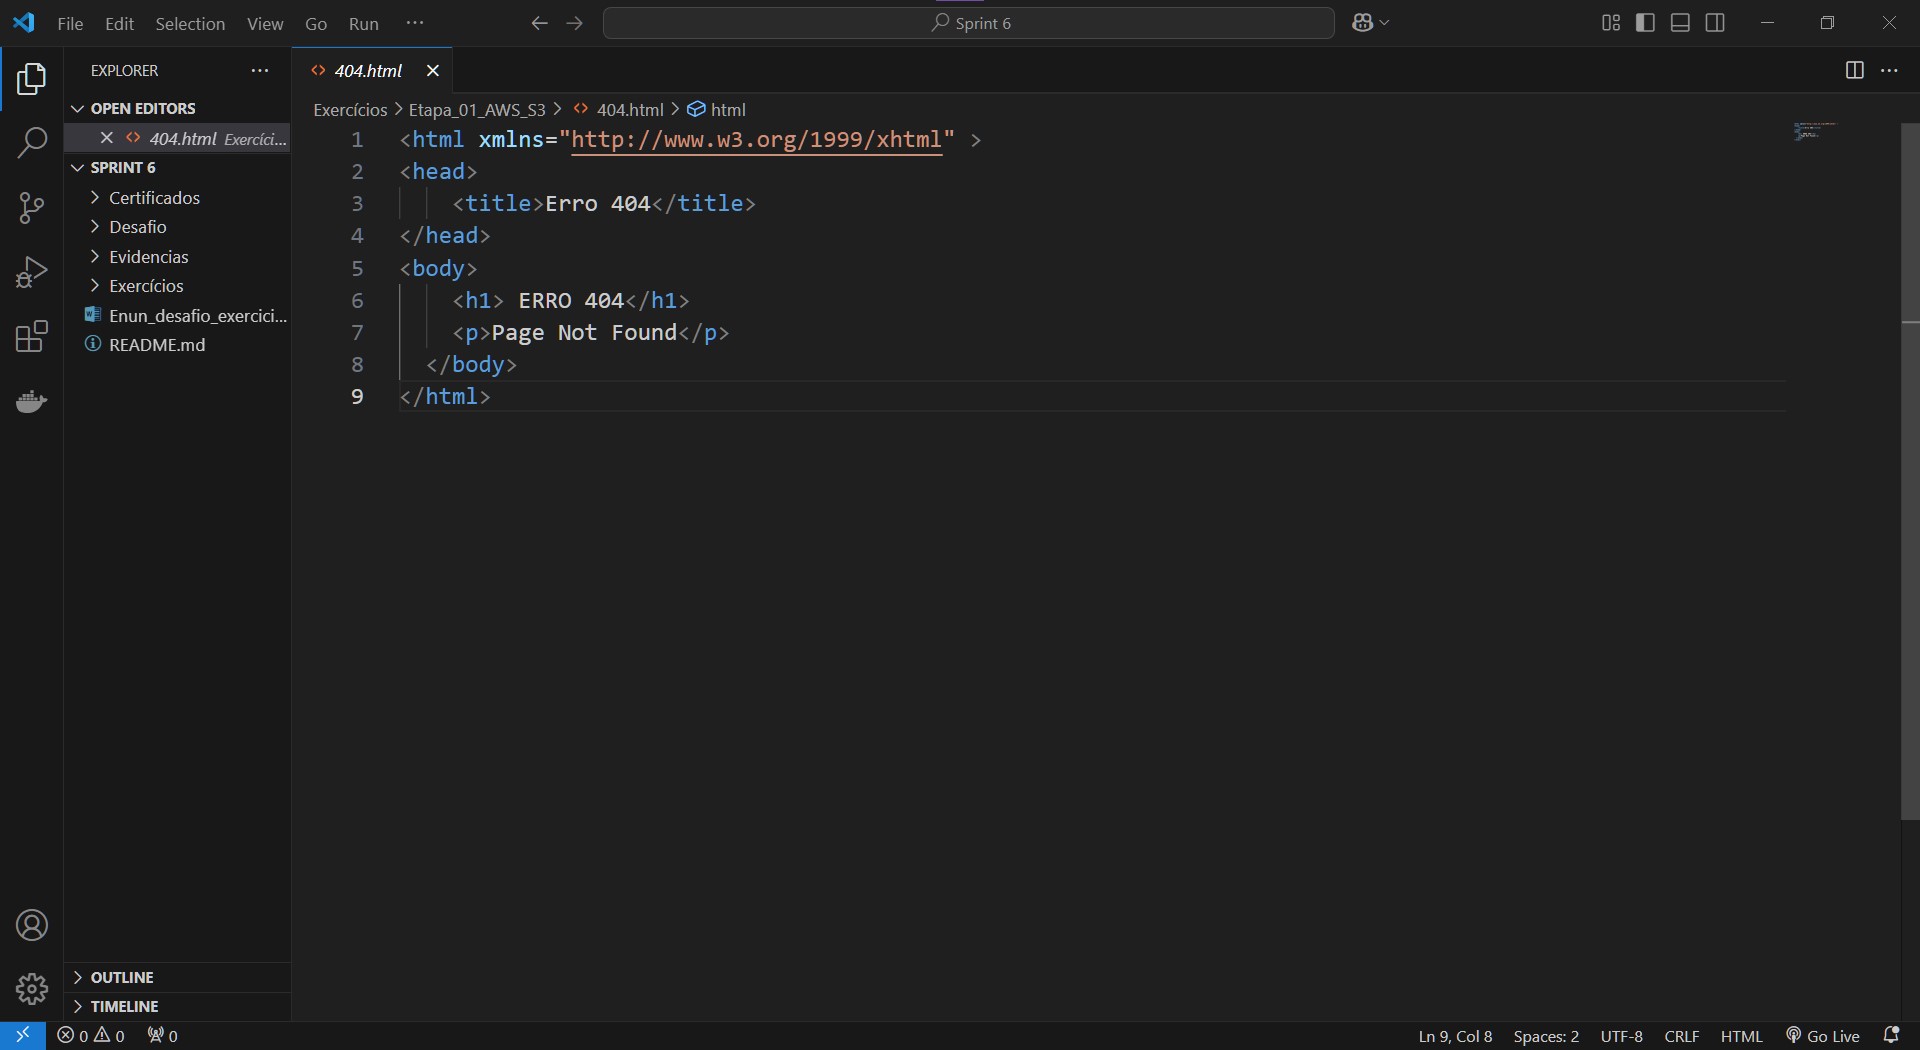 File Edit Selection View Go Run ···
Sprint 6
EXPLORER
404.html
OPEN EDITORS
404.html Exercíci...
SPRINT 6
Certificados
Desafio
Evidencias
Exercícios
Enun_desafio_exercici...
README.md
OUTLINE
TIMELINE
Exercícios > Etapa_01_AWS_S3 > 404.html > html
1 <html xmlns="http://www.w3.org/1999/xhtml" >
2 <head>
3 <title>Erro 404</title>
4 </head>
5 <body>
6 <h1> ERRO 404</h1>
7 <p>Page Not Found</p>
8 </body>
9 </html>
0 0 0
Ln 9, Col 8 Spaces: 2 UTF-8 CRLF HTML Go Live